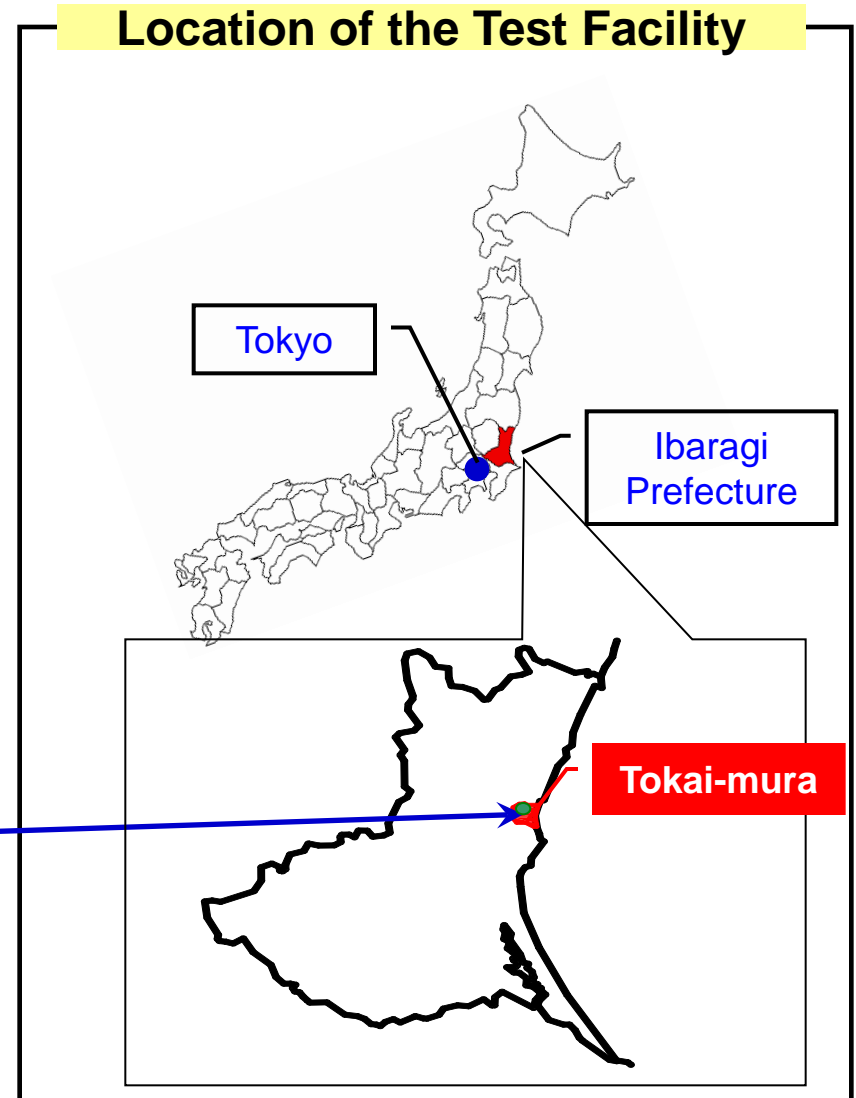 Location of the Test Facility
Tokyo
Ibaragi
Prefecture
Tokai-mura